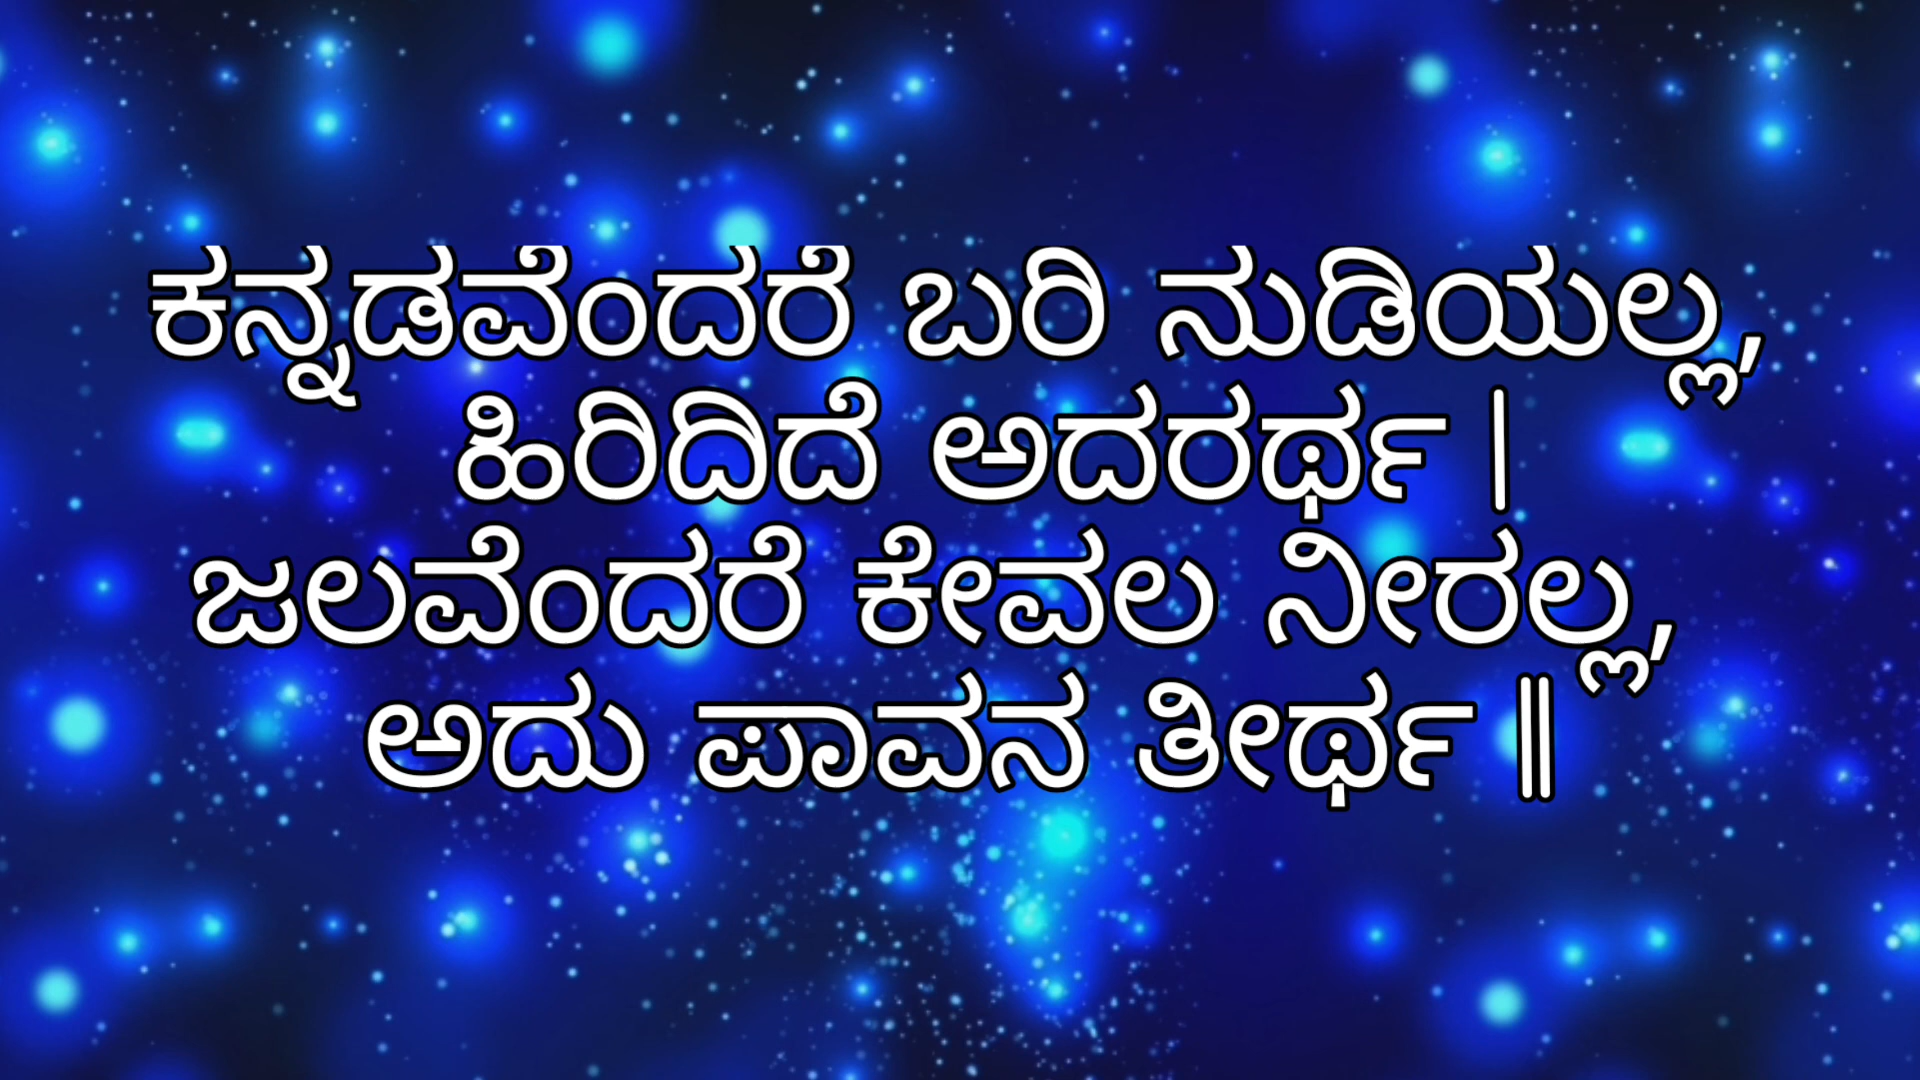 ಕನ್ನಡವೆಂದರೆ ಬರಿ ನುಡಿಯಲ್ಲ,
ಹಿರಿದಿದೆ ಅದರರ್ಥ |
ಜಲವೆಂದರೆ ಕೇವಲ ನೀರಲ್ಲ,
ಅದು ಪಾವನ ತೀರ್ಥ ||